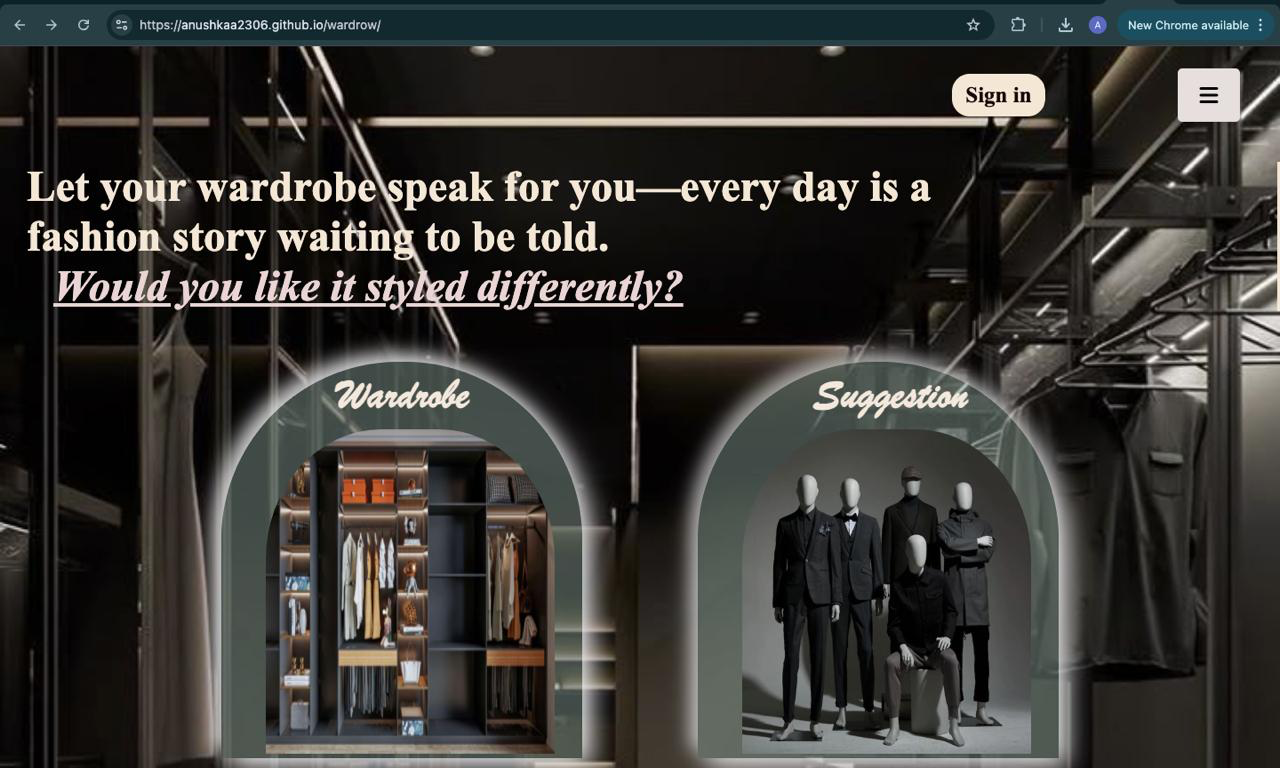 https://anushkaa2306.github.io/wardrow/
A
New Chrome available
Sign in
Let your wardrobe speak for you—every day is a
fashion story waiting to be told.
Would you like it styled differently?
Wardrobe
Suggestion